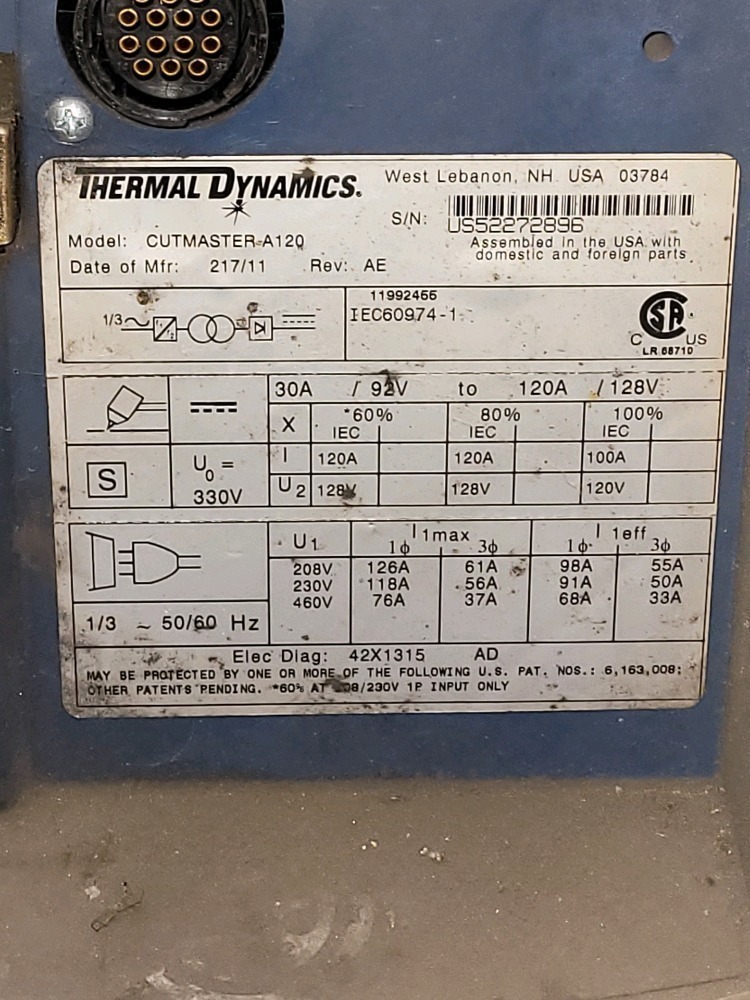 THERMAL DYNAMICS.
West Lebanon, NH USA 03784
S/N: US52272896
Model: CUTMASTER-A120
Assembled in the USA with
domestic and foreign parts
Date of Mfr: 217/11 Rev: AE
11992466
1/3~
IEC60974-1
SA
C US
LR 68710
30A / 92V to 120A / 128V
X *60% 80% 100%
IEC IEC IEC
S U0 = 330V
I 120A 120A 100A
U2 128V 128V 120V
U1 I1max I1eff
1ϕ 3ϕ 1ϕ 3ϕ
208V 126A 61A 98A 55A
230V 118A 56A 91A 50A
460V 76A 37A 68A 33A
1/3 ~ 50/60 Hz
Elec Diag: 42X1315 AD
MAY BE PROTECTED BY ONE OR MORE OF THE FOLLOWING U.S. PAT. NOS.: 6,163,008;
OTHER PATENTS PENDING. *60% AT 208/230V 1P INPUT ONLY